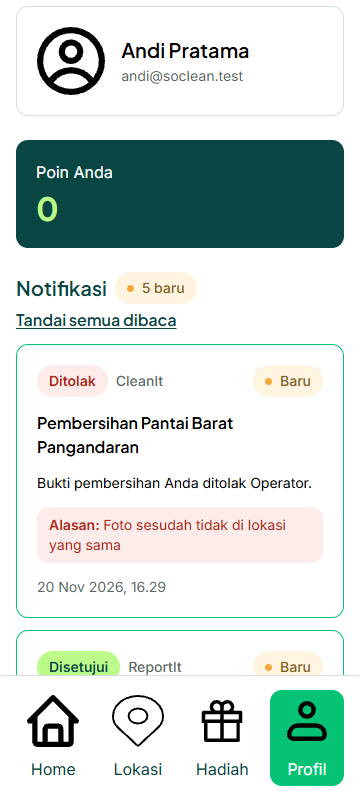 Andi Pratama
andi@soclean.test
Poin Anda
0
Notifikasi
5 baru
Tandai semua dibaca
Ditolak
CleanIt
Baru
Pembersihan Pantai Barat
Pangandaran
Bukti pembersihan Anda ditolak Operator.
Alasan: Foto sesudah tidak di lokasi
yang sama
20 Nov 2026, 16.29
Disetujui
ReportIt
Baru
Home
Lokasi
Hadiah
Profil